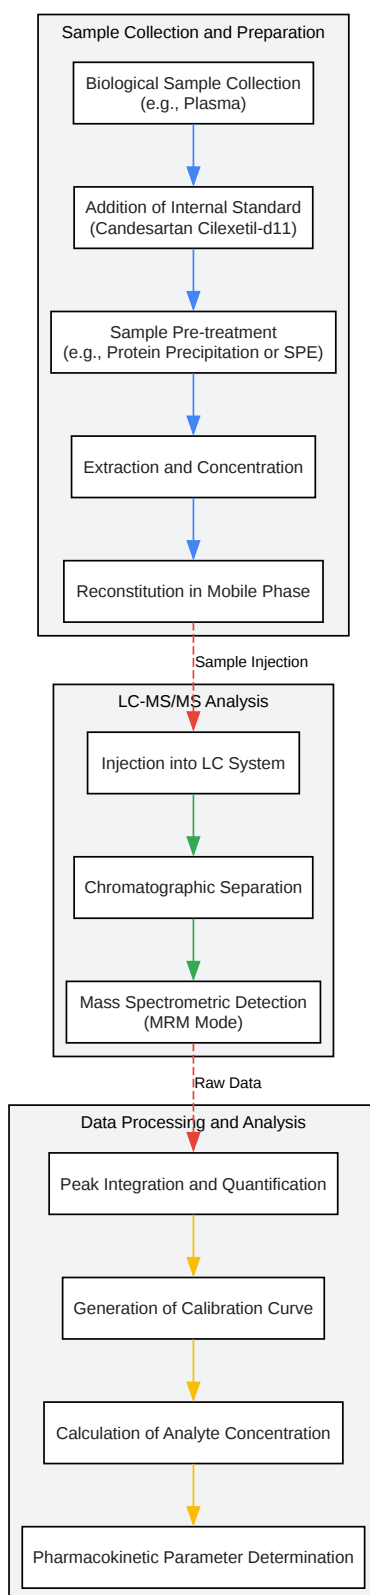 Sample Collection and Preparation
Biological Sample Collection
(e.g., Plasma)
Addition of Internal Standard
(Candesartan Cilexetil-d11)
Sample Pre-treatment
(e.g., Protein Precipitation or SPE)
Extraction and Concentration
Reconstitution in Mobile Phase
Sample Injection
LC-MS/MS Analysis
Injection into LC System
Chromatographic Separation
Mass Spectrometric Detection
(MRM Mode)
Raw Data
Data Processing and Analysis
Peak Integration and Quantification
Generation of Calibration Curve
Calculation of Analyte Concentration
Pharmacokinetic Parameter Determination